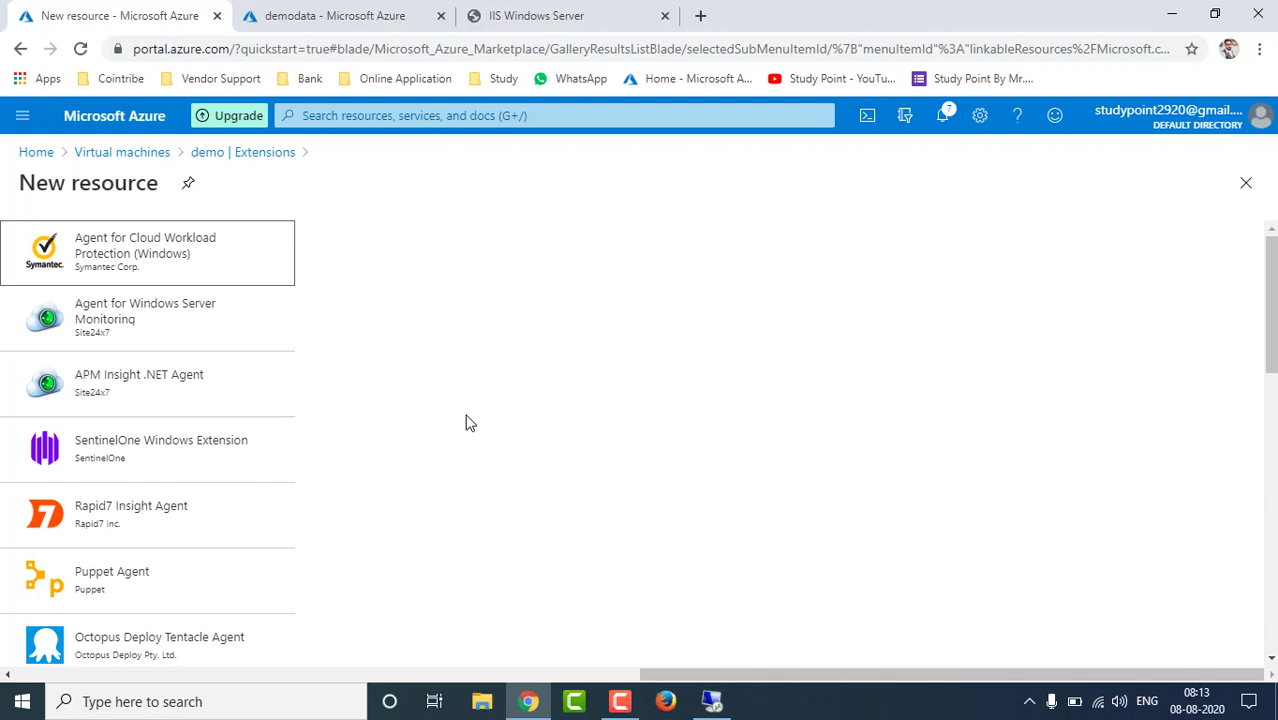 New resource - Microsoft Azure
demodata - Microsoft Azure
IIS Windows Server
portal.azure.com/?quickstart=true#blade/Microsoft_Azure_Marketplace/GalleryResultsListBlade/selectedSubMenuItemId/%7B"menuItemId"%3A"linkableResources%2FMicrosoft.c...
Apps
Cointribe
Vendor Support
Bank
Online Application
Study
WhatsApp
Home - Microsoft A...
Study Point - YouT...
Study Point By Mr....
Microsoft Azure
Upgrade
Search resources, services, and docs (G+/)
7
studypoint2920@gmail....
DEFAULT DIRECTORY
Home > Virtual machines > demo | Extensions >
New resource
Agent for Cloud Workload
Protection (Windows)
Symantec Corp.
Symantec.
Agent for Windows Server
Monitoring
Site24x7
APM Insight .NET Agent
Site24x7
SentinelOne Windows Extension
SentinelOne
Rapid7 Insight Agent
Rapid7 Inc.
Puppet Agent
Puppet
Octopus Deploy Tentacle Agent
Octopus Deploy Pty. Ltd.
Type here to search
ENG
08:13
08-08-2020